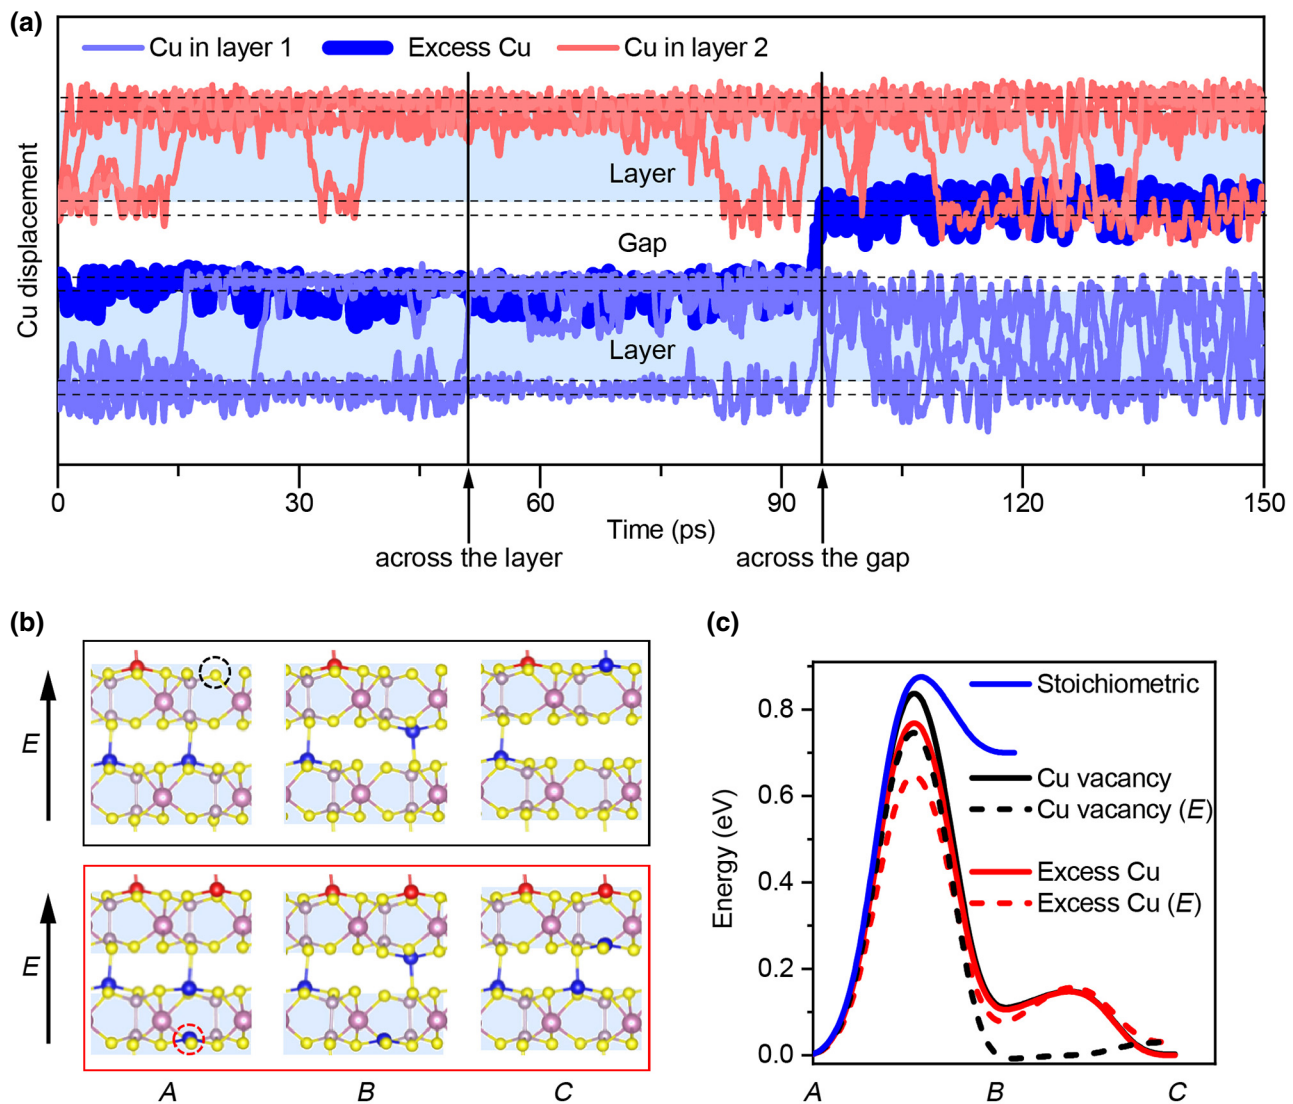 (a)
Cu in layer 1 Excess Cu Cu in layer 2
Cu displacement
Layer
Gap
Layer
0 30 60 90 120 150
Time (ps)
across the layer across the gap
(b)
E
E
A B C
(c)
Energy (eV)
0.8
0.6
0.4
0.2
0.0
Stoichiometric
Cu vacancy
Cu vacancy (E)
Excess Cu
Excess Cu (E)
A B C